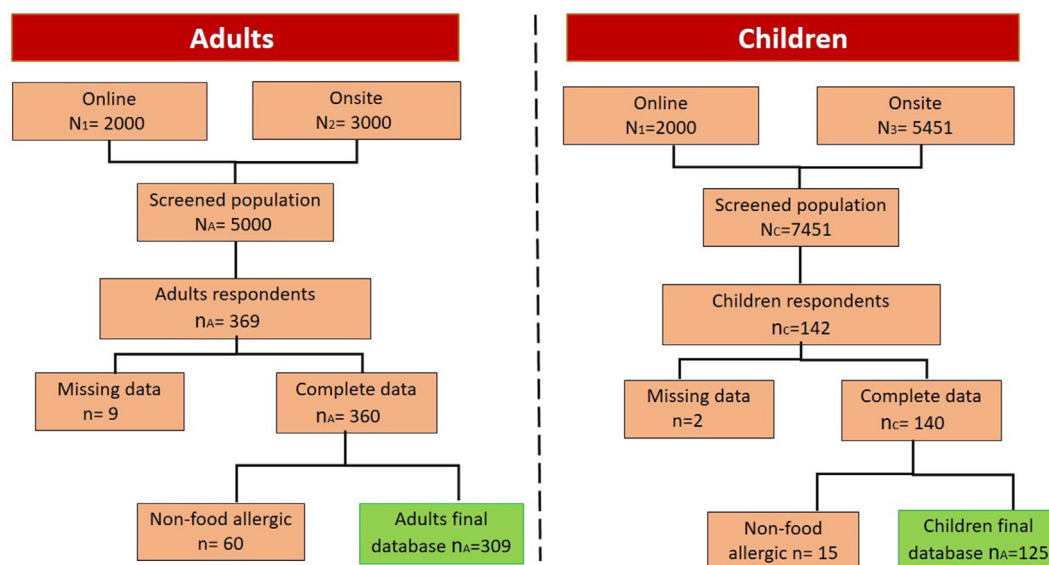 Adults
Online
N1= 2000
Onsite
N2= 3000
Screened population
NA= 5000
Adults respondents
nA= 369
Missing data
n= 9
Complete data
nA= 360
Non-food allergic
n= 60
Adults final
database nA=309
Children
Online
N1=2000
Onsite
N3= 5451
Screened population
NC=7451
Children respondents
nc=142
Missing data
n=2
Complete data
nc= 140
Non-food
allergic n= 15
Children final
database nA=125